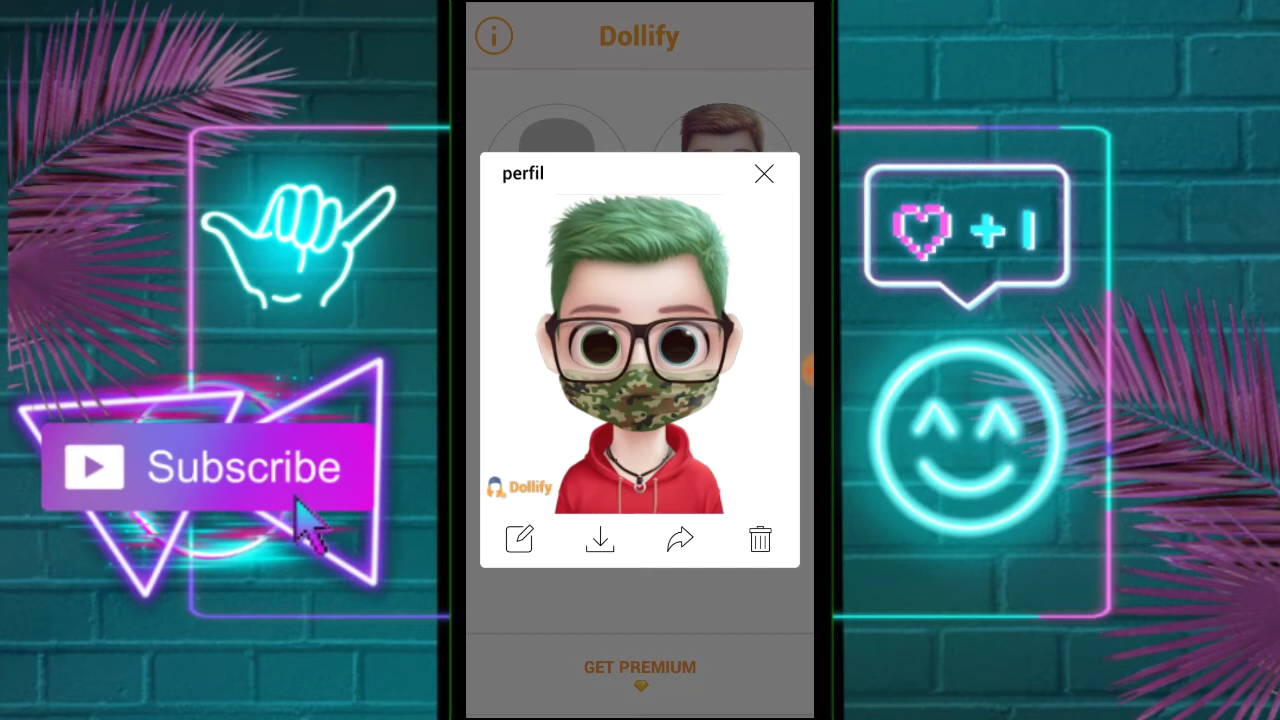 Dollify
perfil
+ 1
Subscribe
Dollify
GET PREMIUM